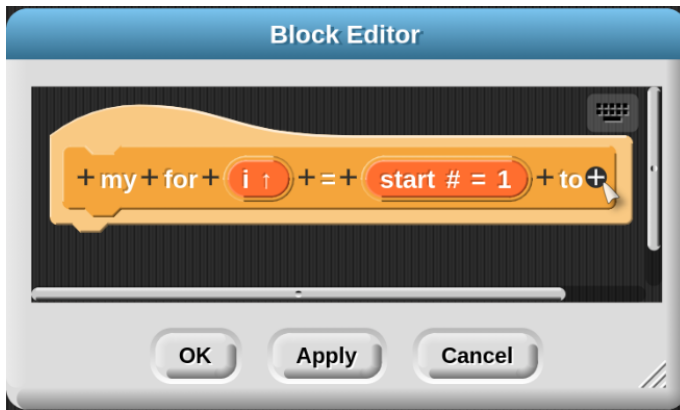 Block Editor
+ my + for + i ↑ + = + start # = 1 + to +
OK Apply Cancel